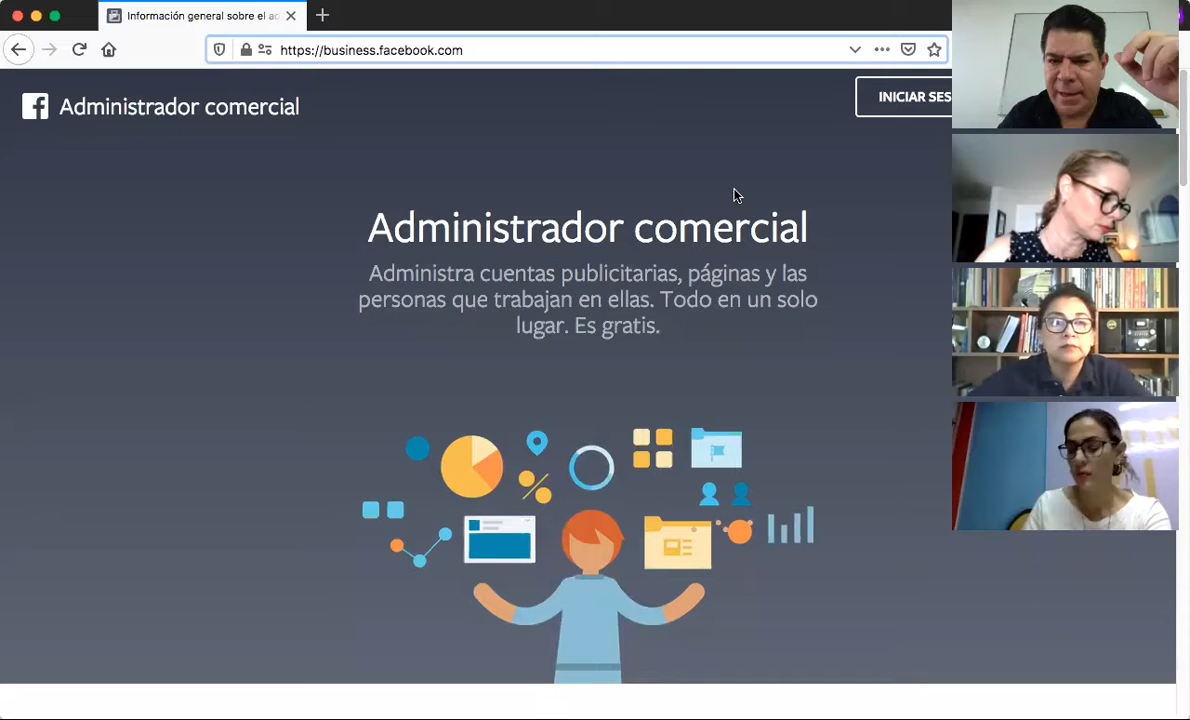 Información general sobre el ad
https://business.facebook.com
Administrador comercial
INICIAR SES
Administrador comercial
Administra cuentas publicitarias, páginas y las
personas que trabajan en ellas. Todo en un solo
lugar. Es gratis.